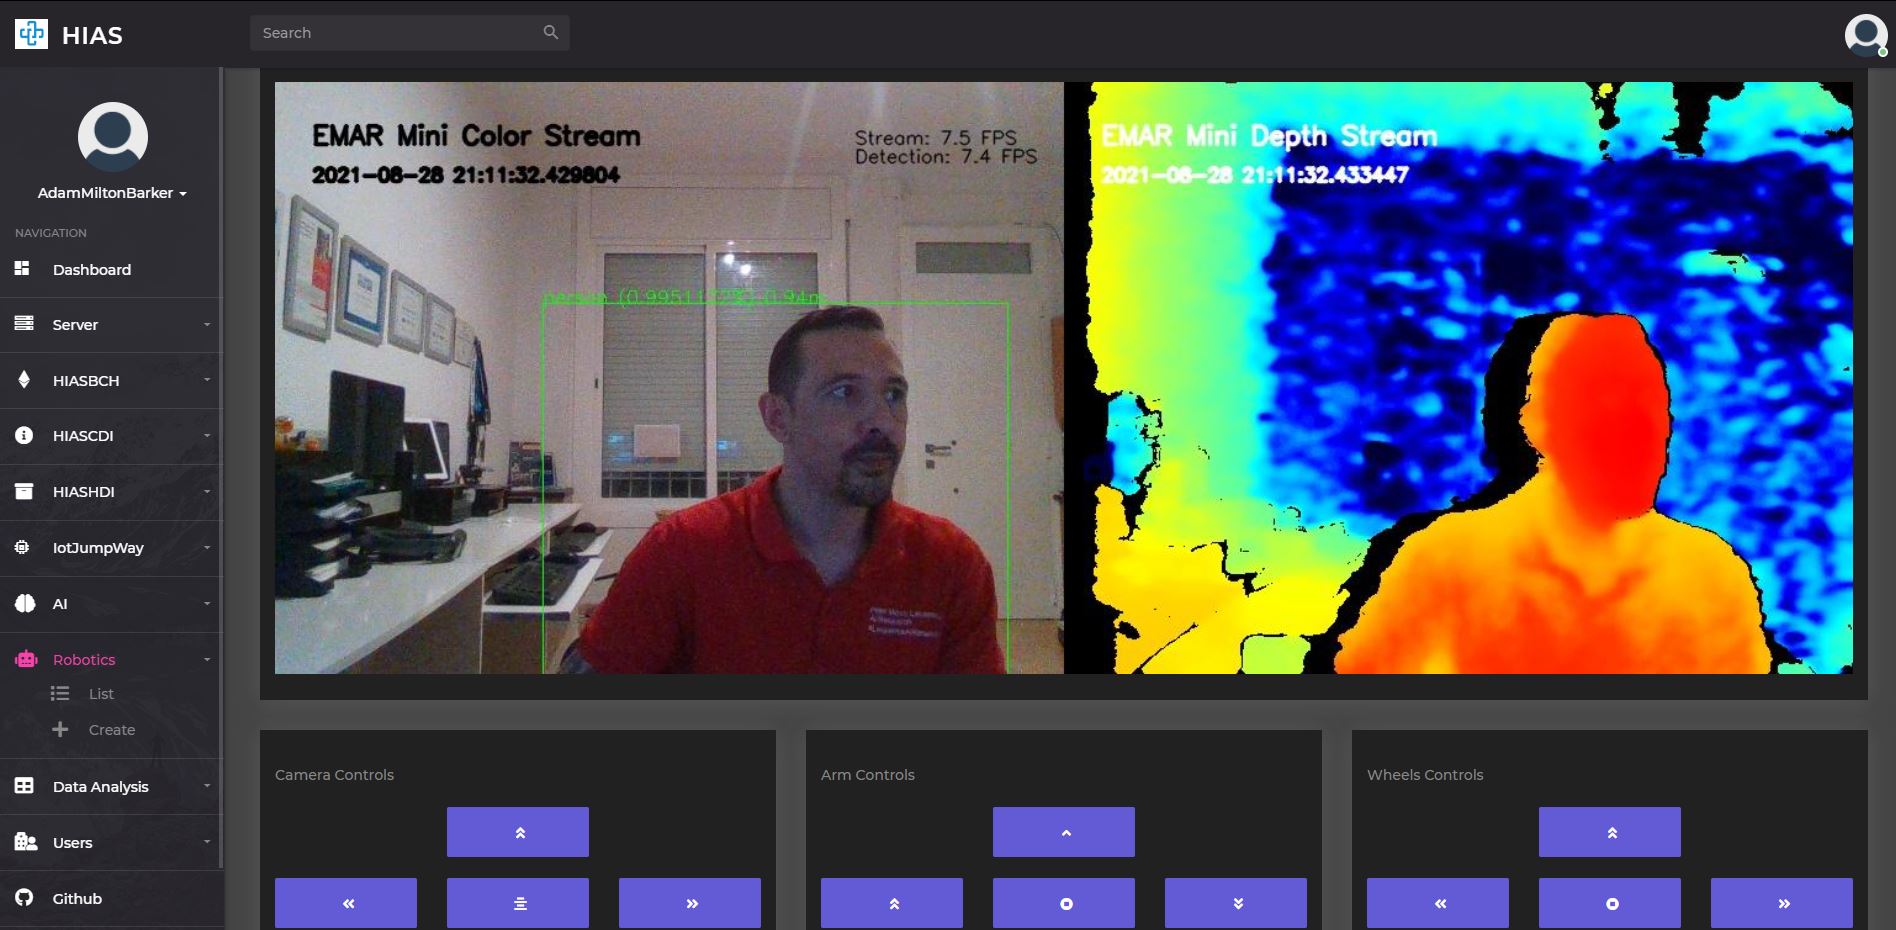 HIAS
Search
AdamMiltonBarker
NAVIGATION
Dashboard
Server
HIASBCH
HIASCDI
HIASHDI
IotJumpWay
AI
Robotics
List
Create
Data Analysis
Users
Github
EMAR Mini Color Stream
2021-08-28 21:11:32.429804
Stream: 7.5 FPS
Detection: 7.4 FPS
person 0.94m
EMAR Mini Depth Stream
2021-08-28 21:11:32.433447
Camera Controls
Arm Controls
Wheels Controls